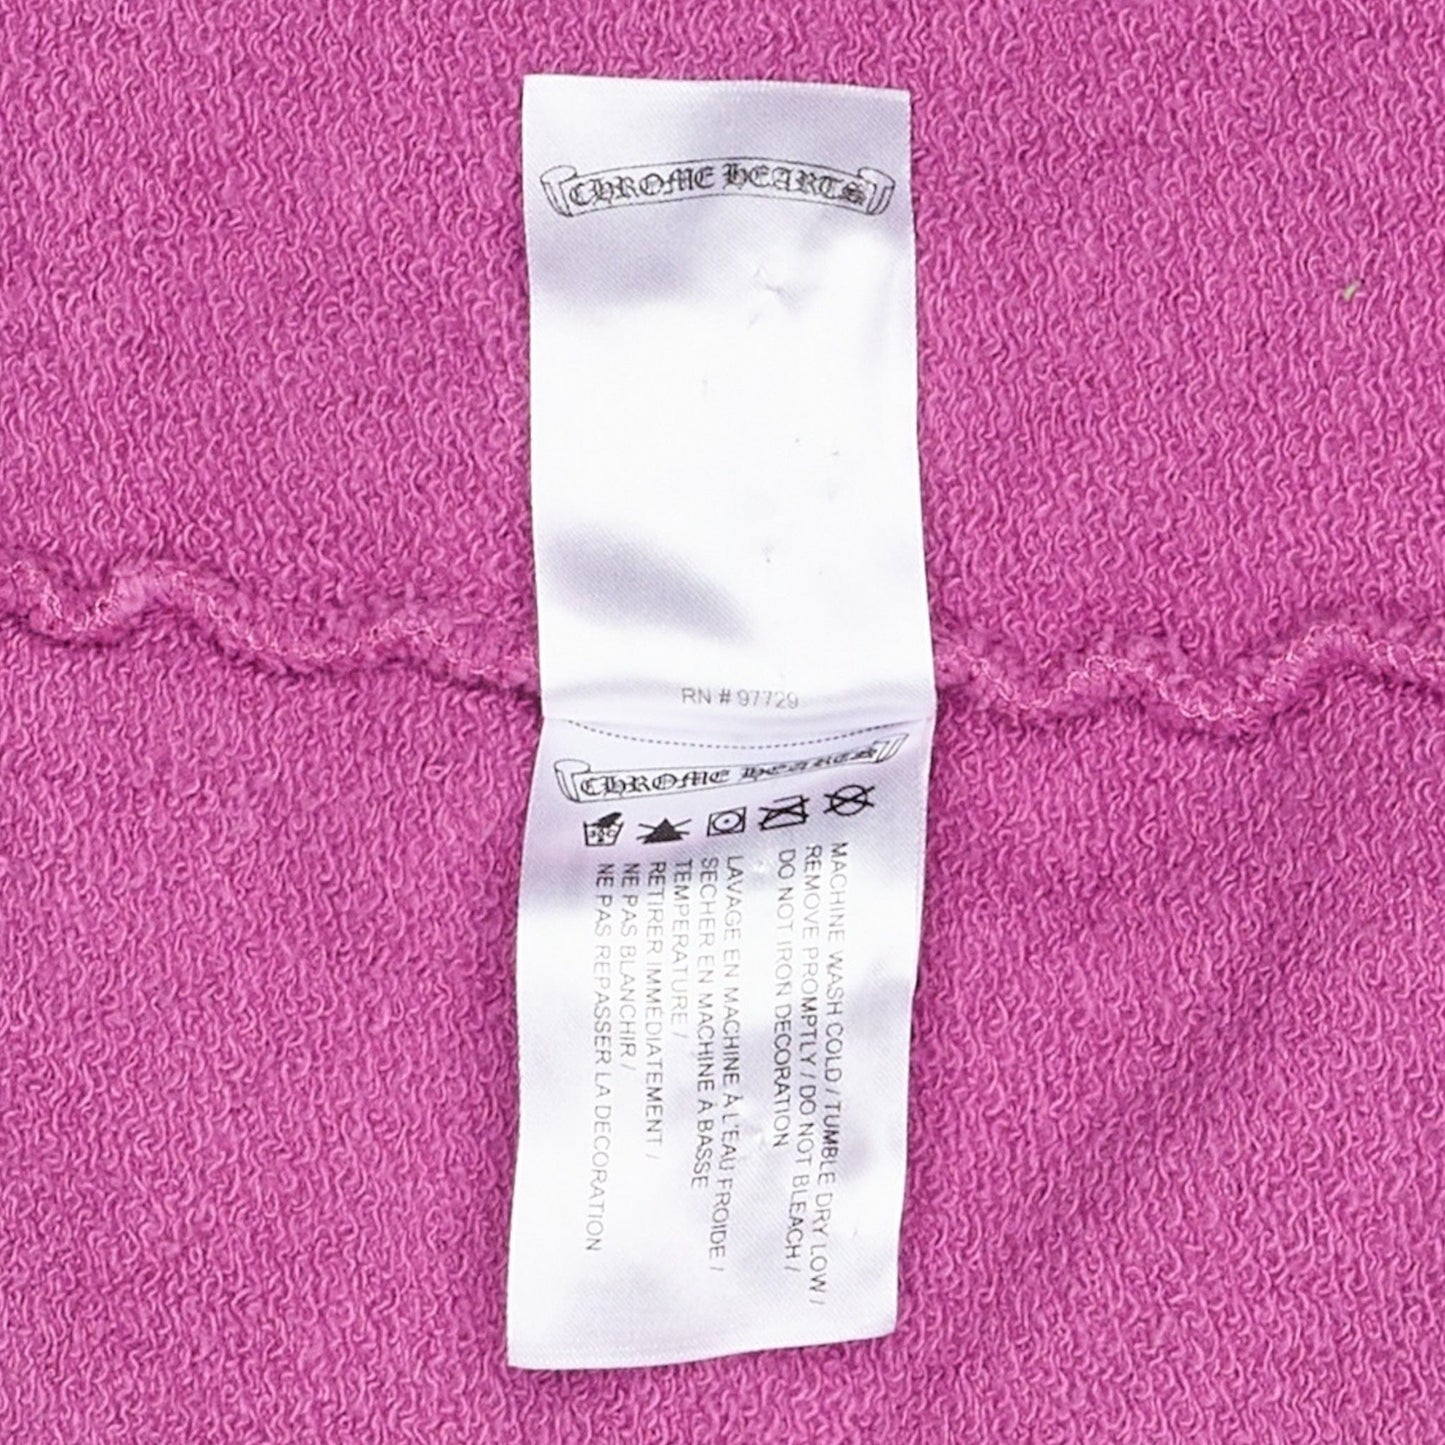 CHROME HEARTS
RN # 97729
CHROME HEARTS
MACHINE WASH COLD / TUMBLE DRY LOW /
REMOVE PROMPTLY / DO NOT BLEACH /
DO NOT IRON DECORATION
LAVAGE EN MACHINE À L'EAU FROIDE /
SECHER EN MACHINE A BASSE
TEMPERATURE /
RETIRER IMMÉDIATEMENT /
NE PAS BLANCHIR /
NE PAS REPASSER LA DECORATION